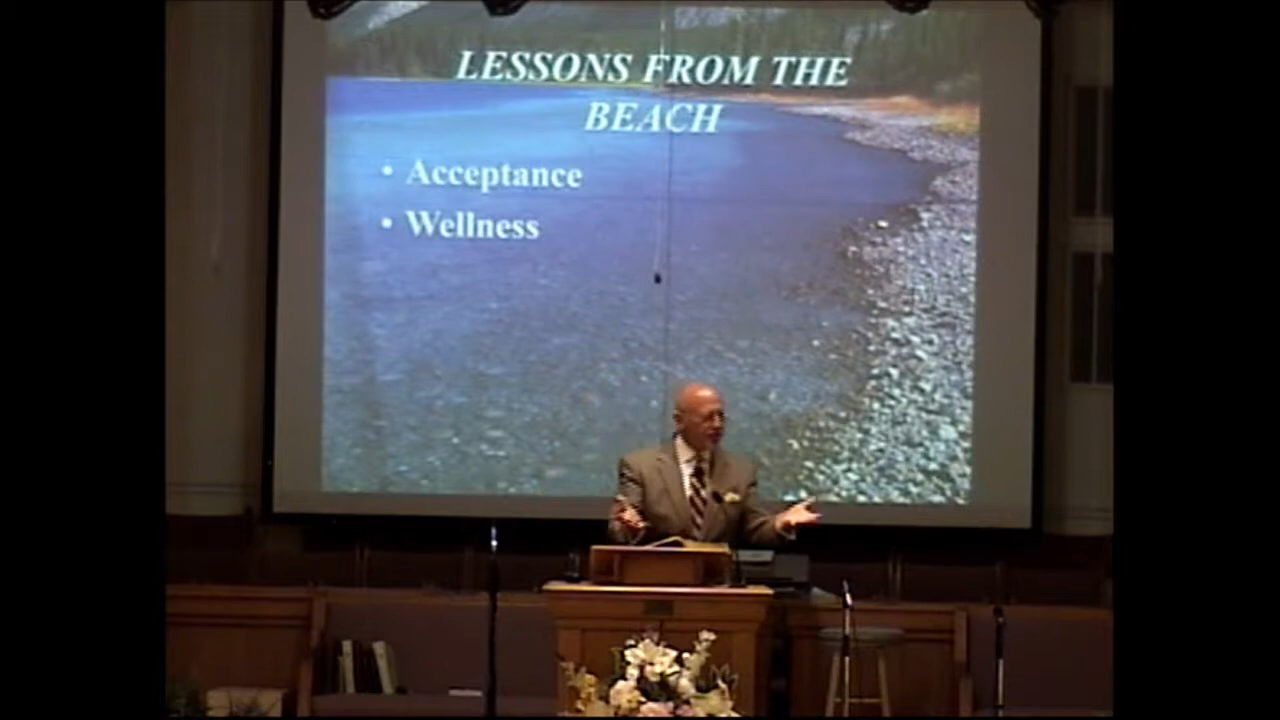 LESSONS FROM THE
BEACH
• Acceptance
• Wellness